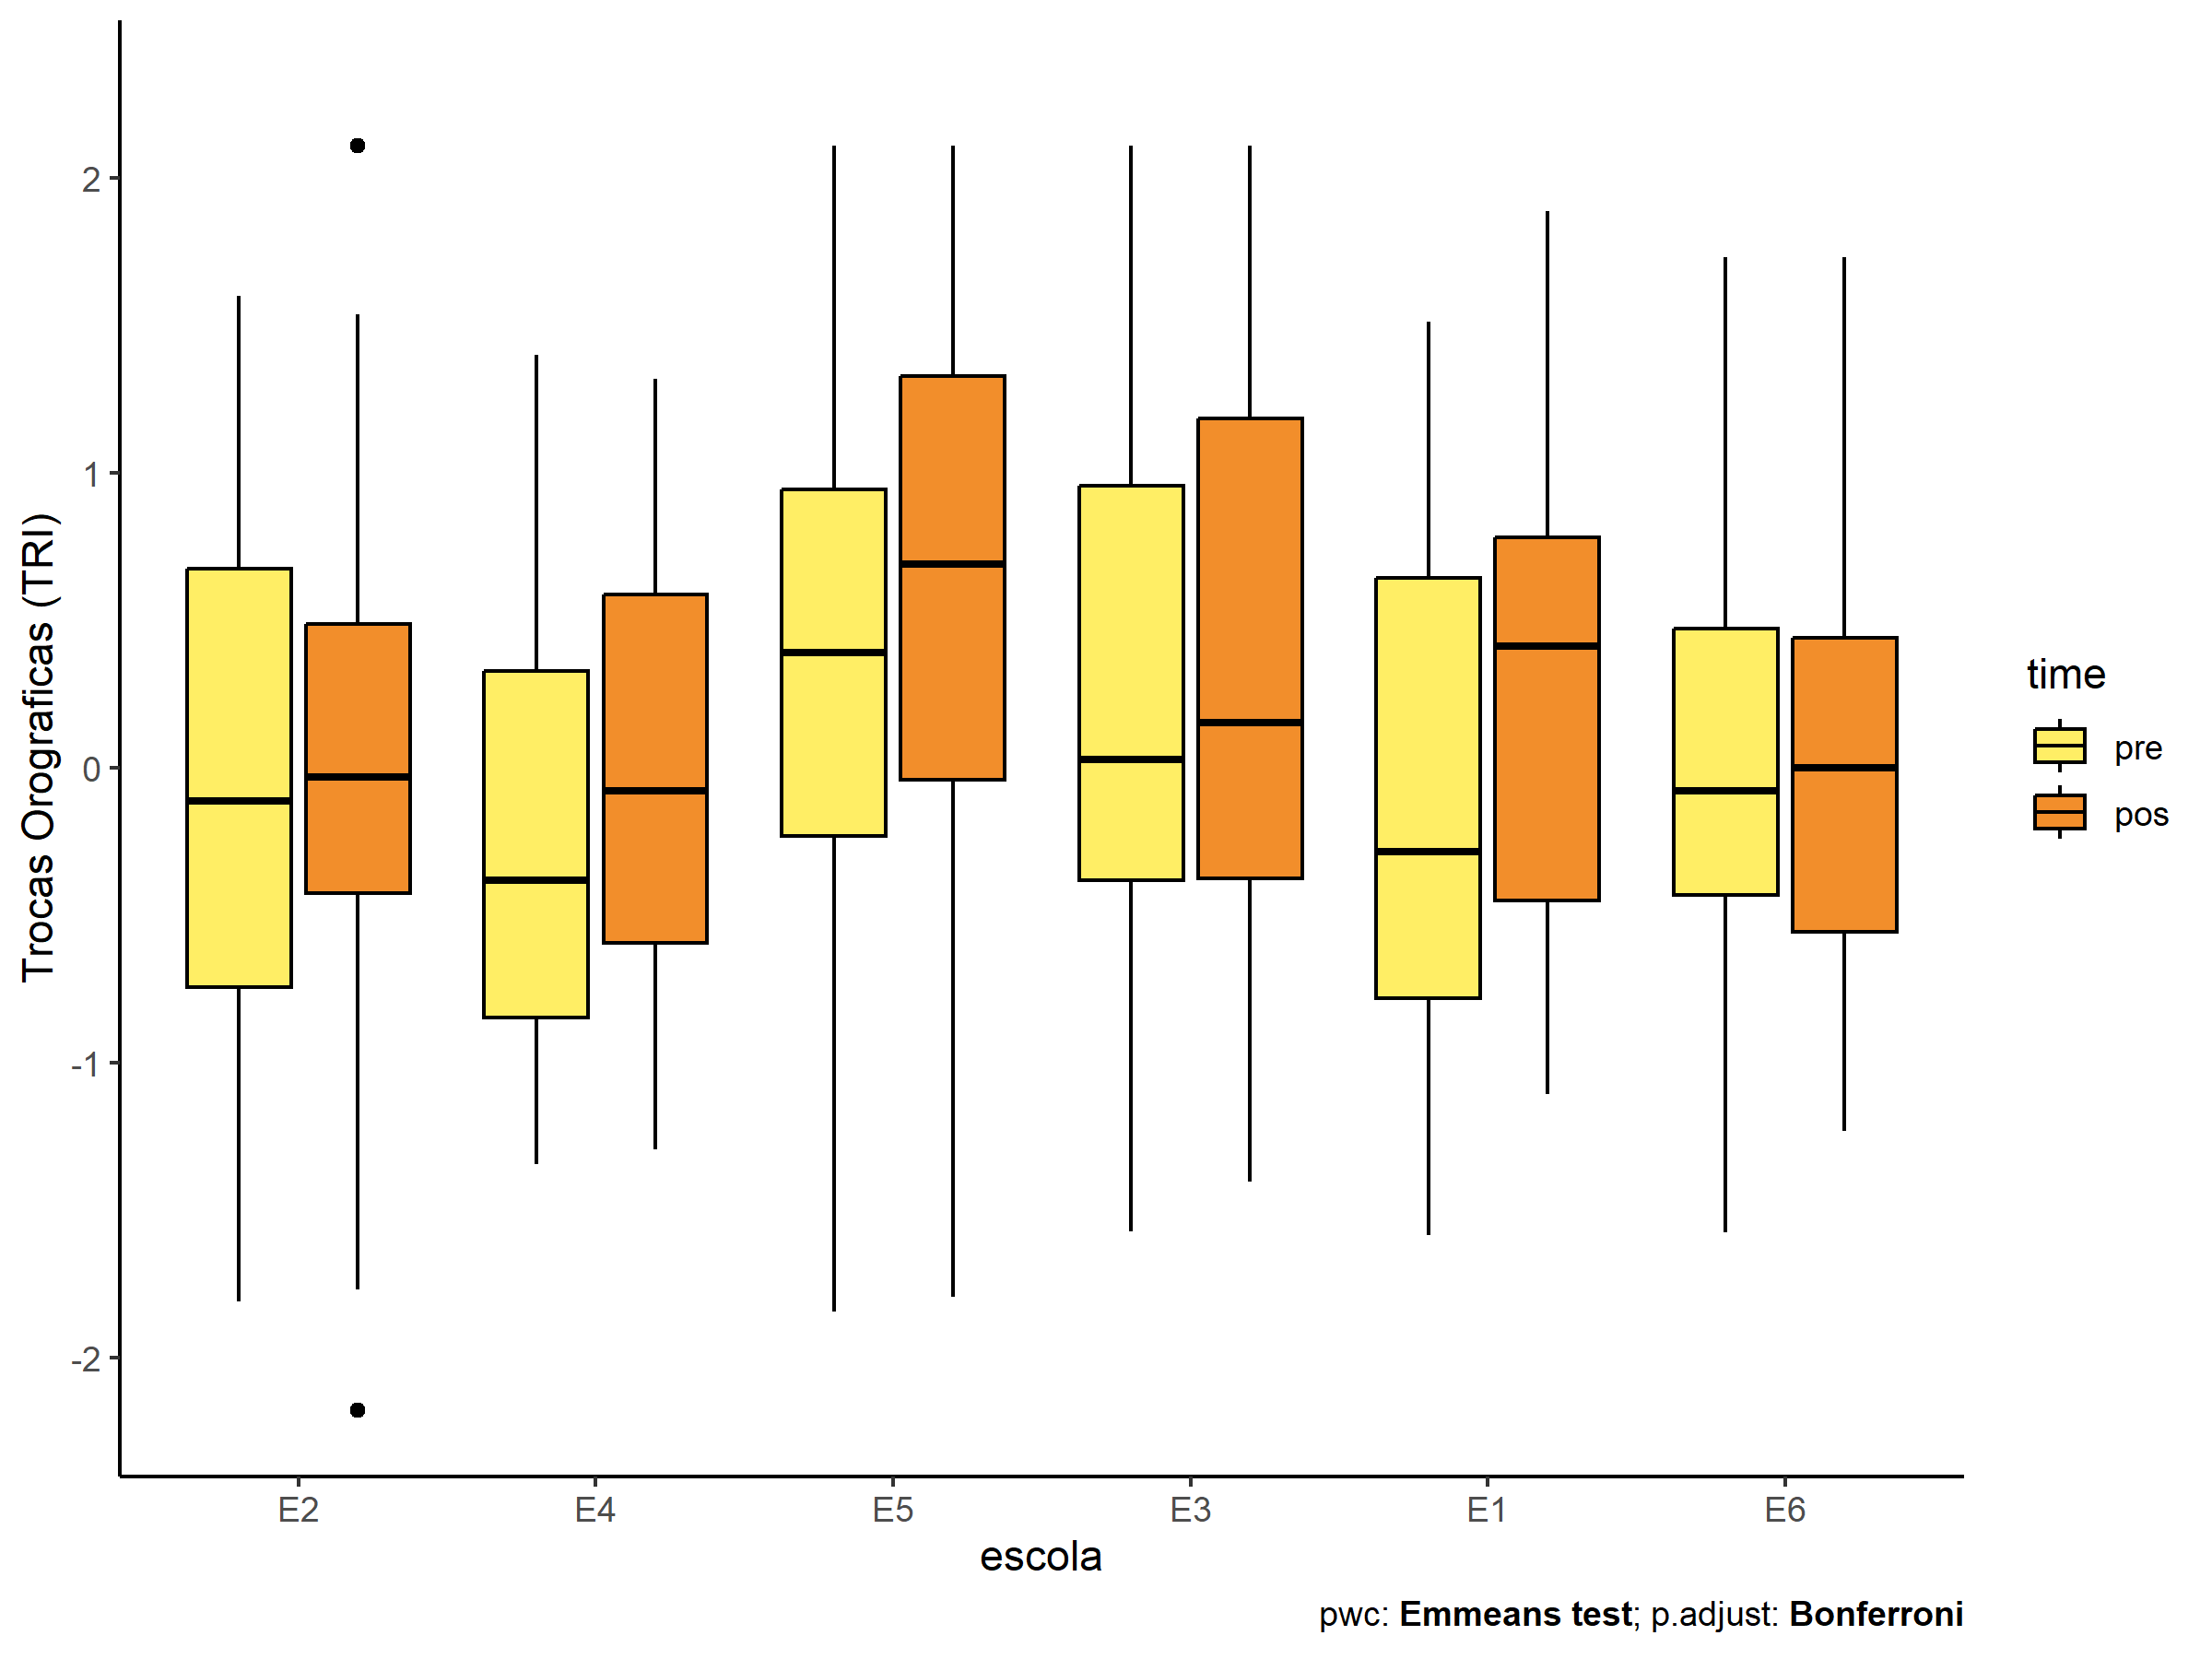 Trocas Orograficas (TRI)
2
1
0
-1
-2
E2 E4 E5 E3 E1 E6
escola
time
pre
pos
pwc: Emmeans test; p.adjust: Bonferroni